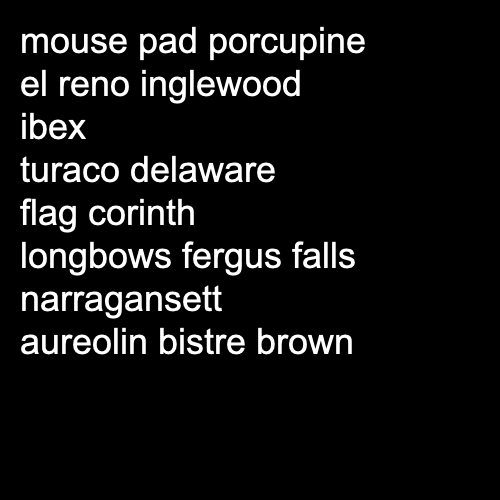 mouse pad porcupine
el reno inglewood
ibex
turaco delaware
flag corinth
longbows fergus falls
narragansett
aureolin bistre brown